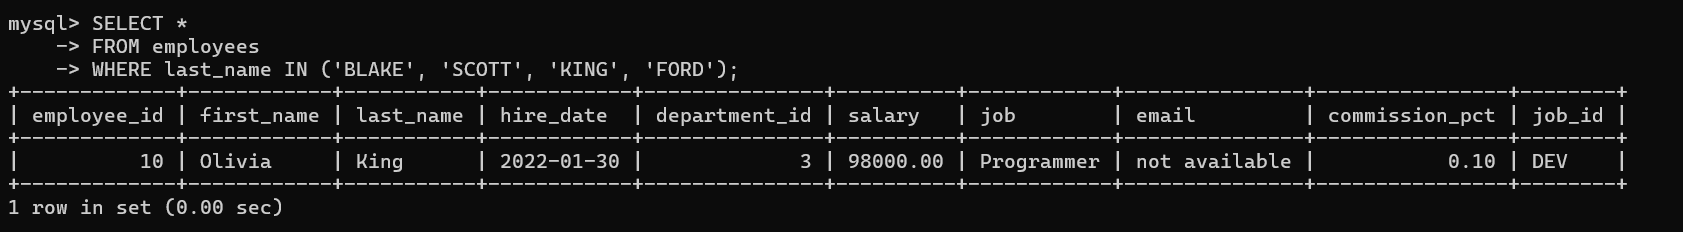 mysql> SELECT *
    -> FROM employees
    -> WHERE last_name IN ('BLAKE', 'SCOTT', 'KING', 'FORD');
+-------------+------------+-----------+------------+---------------+----------+------------+---------------+----------------+--------+
| employee_id | first_name | last_name | hire_date  | department_id | salary   | job        | email         | commission_pct | job_id |
+-------------+------------+-----------+------------+---------------+----------+------------+---------------+----------------+--------+
|          10 | Olivia     | King      | 2022-01-30 |             3 | 98000.00 | Programmer | not available |           0.10 | DEV    |
+-------------+------------+-----------+------------+---------------+----------+------------+---------------+----------------+--------+
1 row in set (0.00 sec)